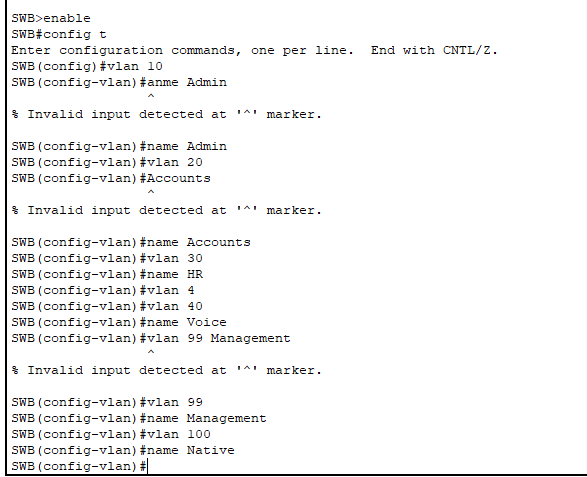 SWB>enable
SWB#config t
Enter configuration commands, one per line.  End with CNTL/Z.
SWB(config)#vlan 10
SWB(config-vlan)#anme Admin
^
% Invalid input detected at '^' marker.
SWB(config-vlan)#name Admin
SWB(config-vlan)#vlan 20
SWB(config-vlan)#Accounts
^
% Invalid input detected at '^' marker.
SWB(config-vlan)#name Accounts
SWB(config-vlan)#vlan 30
SWB(config-vlan)#name HR
SWB(config-vlan)#vlan 4
SWB(config-vlan)#vlan 40
SWB(config-vlan)#name Voice
SWB(config-vlan)#vlan 99 Management
^
% Invalid input detected at '^' marker.
SWB(config-vlan)#vlan 99
SWB(config-vlan)#name Management
SWB(config-vlan)#vlan 100
SWB(config-vlan)#name Native
SWB(config-vlan)#